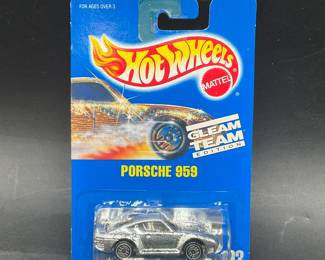 FOR AGES OVER 3
HOT WHEELS
MATTEL
GLEAM
TEAM
EDITION
PORSCHE 959